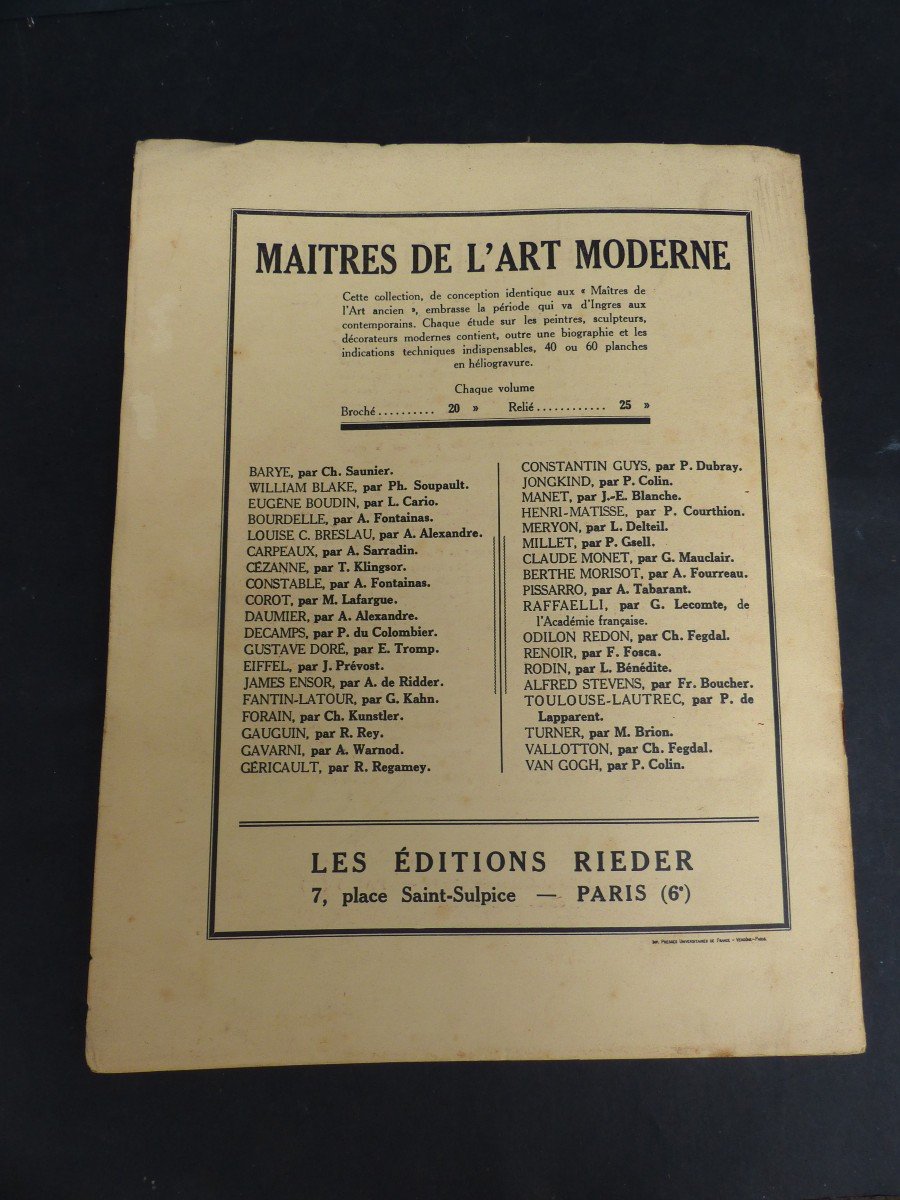 MAITRES DE L'ART MODERNE
Cette collection, de conception identique aux « Maîtres de
l'Art ancien », embrasse la période qui va d'Ingres aux
contemporains. Chaque étude sur les peintres, sculpteurs,
décorateurs modernes contient, outre une biographie et les
indications techniques indispensables, 40 ou 60 planches
en héliogravure.
Chaque volume
Broché.......... 20 » Relié............ 25 »
BARYE, par Ch. Saunier.
WILLIAM BLAKE, par Ph. Soupault.
EUGÈNE BOUDIN, par L. Cario.
BOURDELLE, par A. Fontainas.
LOUISE C. BRESLAU, par A. Alexandre.
CARPEAUX, par A. Sarradin.
CÉZANNE, par T. Klingsor.
CONSTABLE, par A. Fontainas.
COROT, par M. Lafargue.
DAUMIER, par A. Alexandre.
DECAMPS, par P. du Colombier.
GUSTAVE DORÉ, par E. Tromp.
EIFFEL, par J. Prévost.
JAMES ENSOR, par A. de Ridder.
FANTIN-LATOUR, par G. Kahn.
FORAIN, par Ch. Kunstler.
GAUGUIN, par R. Rey.
GAVARNI, par A. Warnod.
GÉRICAULT, par R. Regamey.
CONSTANTIN GUYS, par P. Dubray.
JONGKIND, par P. Colin.
MANET, par J.-E. Blanche.
HENRI-MATISSE, par P. Courthion.
MERYON, par L. Delteil.
MILLET, par P. Gsell.
CLAUDE MONET, par G. Mauclair.
BERTHE MORISOT, par A. Fourreau.
PISSARRO, par A. Tabarant.
RAFFAELLI, par G. Lecomte, de
l'Académie française.
ODILON REDON, par Ch. Fegdal.
RENOIR, par F. Fosca.
RODIN, par L. Bénédite.
ALFRED STEVENS, par Fr. Boucher.
TOULOUSE-LAUTREC, par P. de
Lapparent.
TURNER, par M. Brion.
VALLOTTON, par Ch. Fegdal.
VAN GOGH, par P. Colin.
LES ÉDITIONS RIEDER
7, place Saint-Sulpice — PARIS (6e)
Imp. Presses Universitaires de France - Vendôme-Paris.